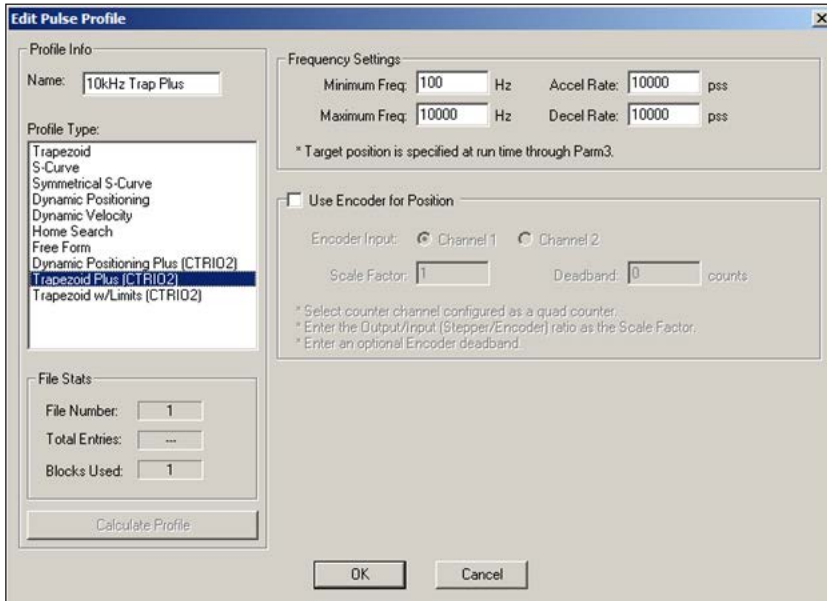 Edit Pulse Profile
Profile Info
Name: 10kHz Trap Plus
Profile Type:
Trapezoid
S-Curve
Symmetrical S-Curve
Dynamic Positioning
Dynamic Velocity
Home Search
Free Form
Dynamic Positioning Plus (CTRIO2)
Trapezoid Plus (CTRIO2)
Trapezoid w/Limits (CTRIO2)
File Stats
File Number: 1
Total Entries: ---
Blocks Used: 1
Calculate Profile
Frequency Settings
Minimum Freq: 100 Hz Accel Rate: 10000 pss
Maximum Freq: 10000 Hz Decel Rate: 10000 pss
* Target position is specified at run time through Parm3.
Use Encoder for Position
Encoder Input: Channel 1 Channel 2
Scale Factor: 1 Deadband: 0 counts
* Select counter channel configured as a quad counter.
* Enter the Output/Input (Stepper/Encoder) ratio as the Scale Factor.
* Enter an optional Encoder deadband.
OK Cancel